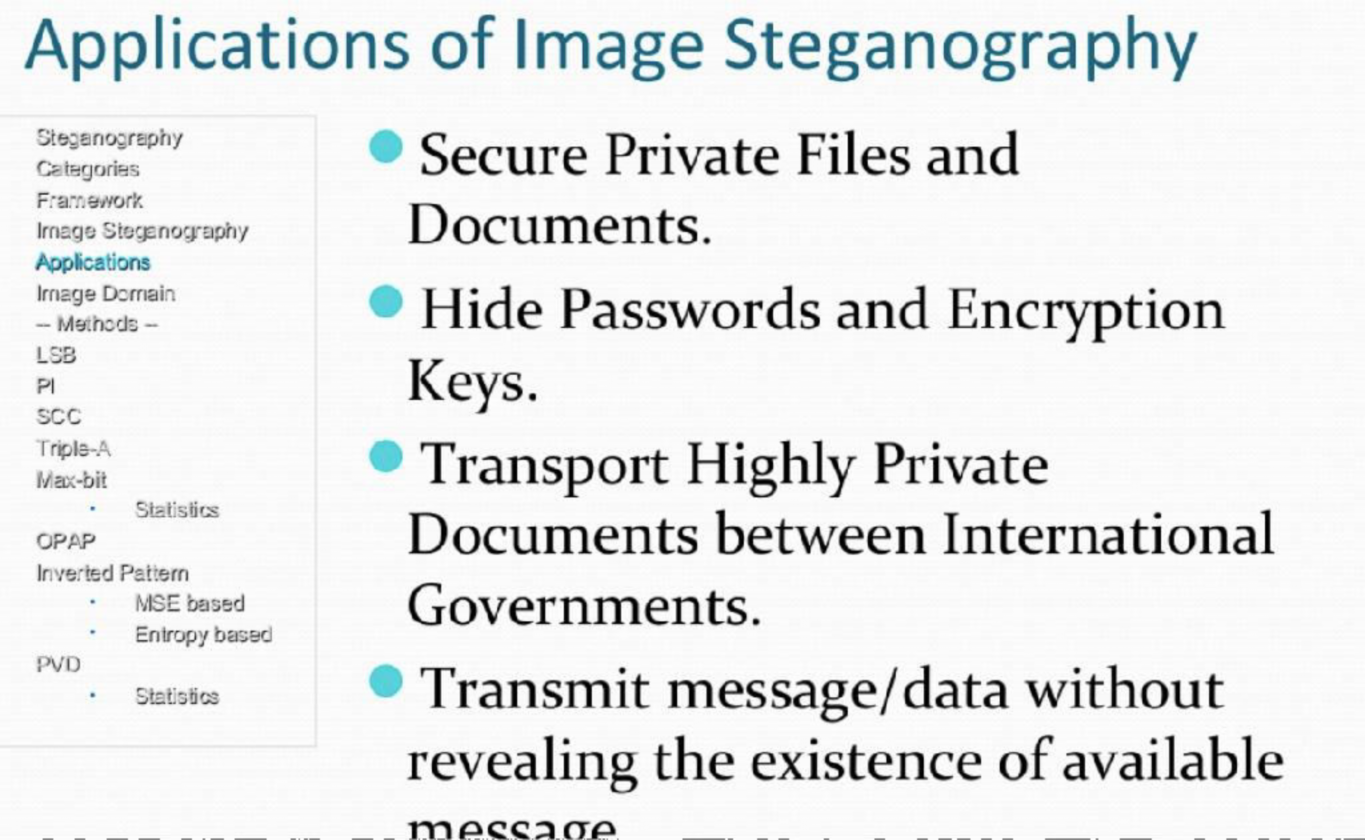 Applications of Image Steganography
Steganography
Categories
Framework
Image Steganography
Applications
Image Domain
-- Methods --
LSB
PI
SCC
Triple-A
Max-bit
• Statistics
OPAP
Inverted Pattern
• MSE based
• Entropy based
PVD
• Statistics
• Secure Private Files and
Documents.
• Hide Passwords and Encryption
Keys.
• Transport Highly Private
Documents between International
Governments.
• Transmit message/data without
revealing the existence of available
message